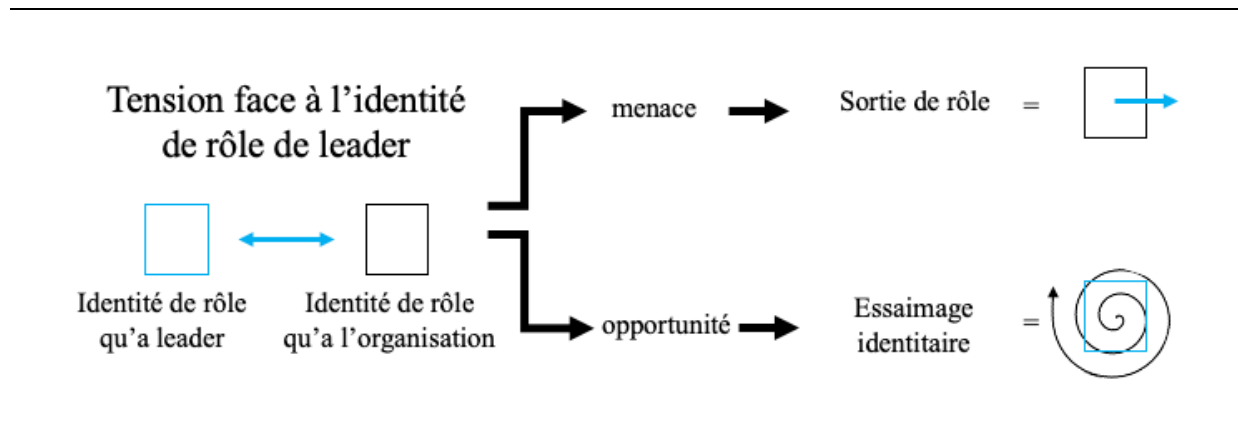 Tension face à l’identité
de rôle de leader
Identité de rôle
qu’a leader
Identité de rôle
qu’a l’organisation
menace
Sortie de rôle =
opportunité
Essaimage
identitaire
=